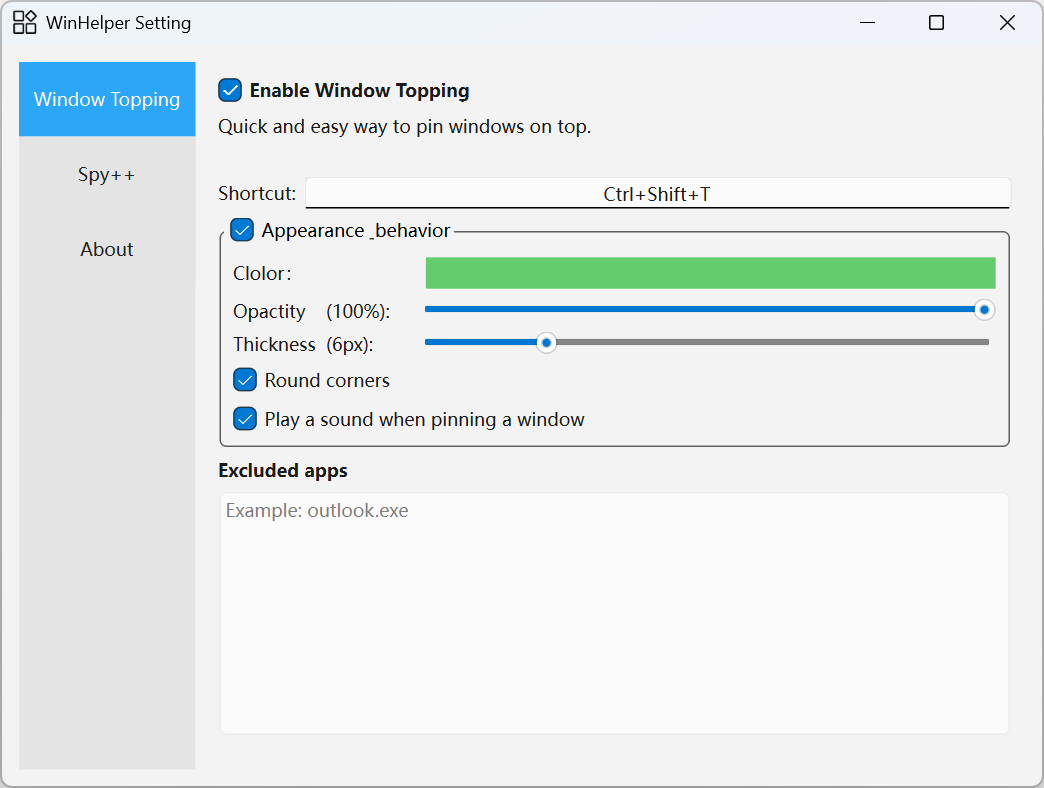 WinHelper Setting
Window Topping
Spy++
About
Enable Window Topping
Quick and easy way to pin windows on top.
Shortcut: Ctrl+Shift+T
Appearance _behavior
Clolor:
Opactity (100%):
Thickness (6px):
Round corners
Play a sound when pinning a window
Excluded apps
Example: outlook.exe